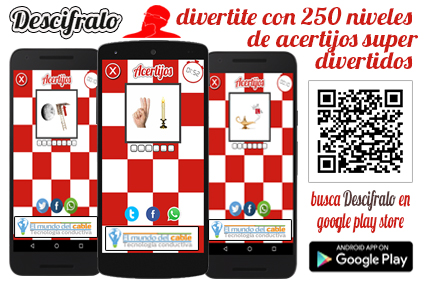 Descifralo
divertite con 250 niveles
de acertijos super
divertidos
Acertijos
Acertijos
Acertijos
El mundo del cable
Tecnología conductiva
El mundo del cable
Tecnología conductiva
El mundo del cable
Tecnología conductiva
busca Descifralo en
google play store
ANDROID APP ON
Google Play